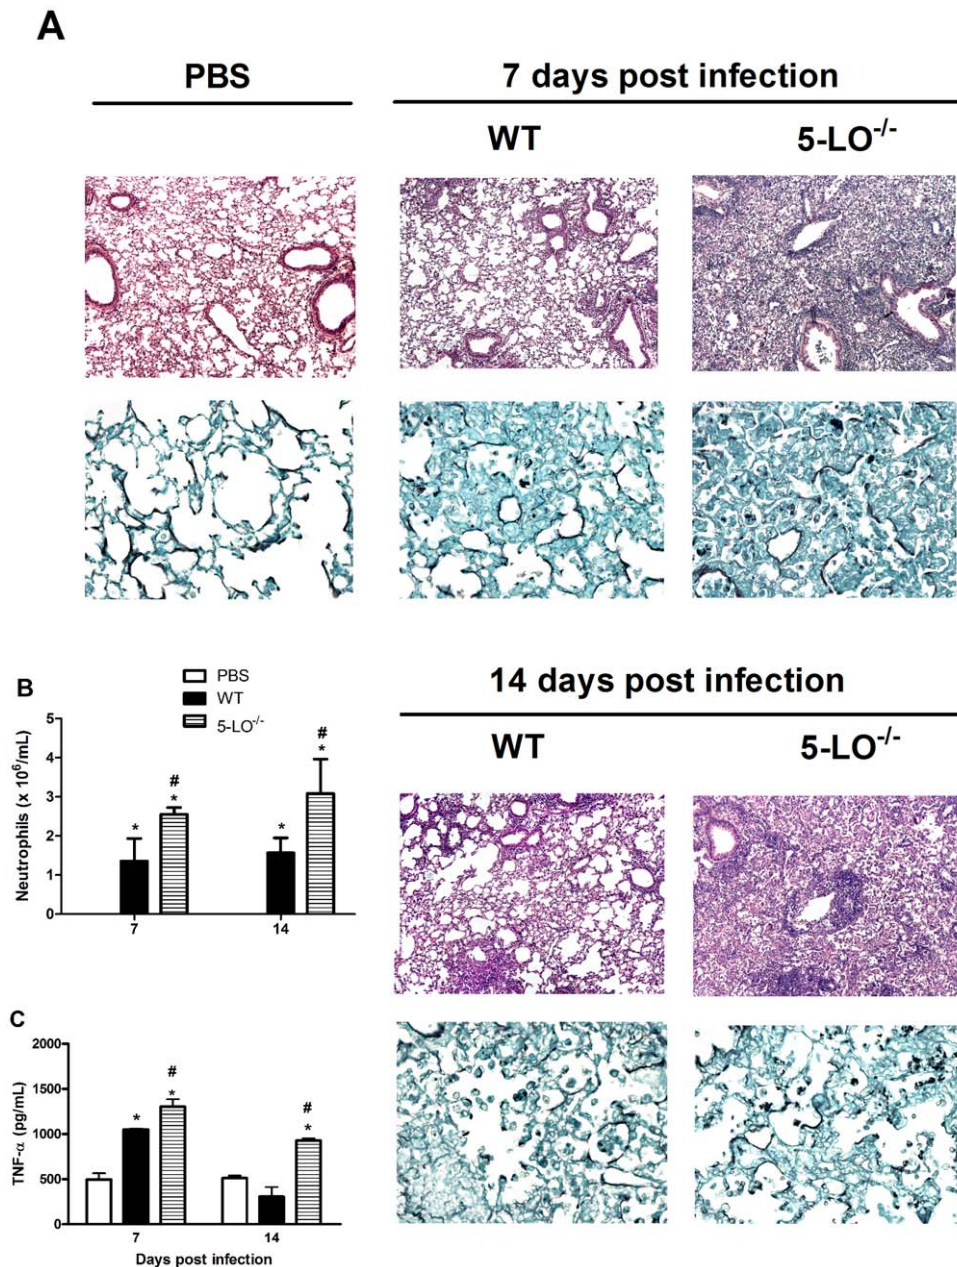 A
PBS
7 days post infection
WT
5-LO-/-
B
PBS
WT
5-LO-/-
Neutrophils (x 10⁶/mL)
5
4
3
2
1
0
*
#
*
*
#
*
7
14
C
TNF-α (pg/mL)
2000
1500
1000
500
0
*
#
*
#
*
7
14
Days post infection
14 days post infection
WT
5-LO-/-